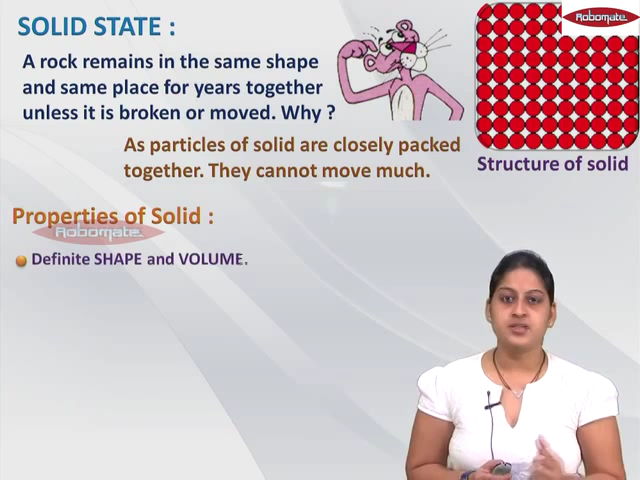 SOLID STATE :
Robomate
A rock remains in the same shape
and same place for years together
unless it is broken or moved. Why ?
As particles of solid are closely packed
together. They cannot move much.
Structure of solid
Properties of Solid :
Robomate
Definite SHAPE and VOLUME.